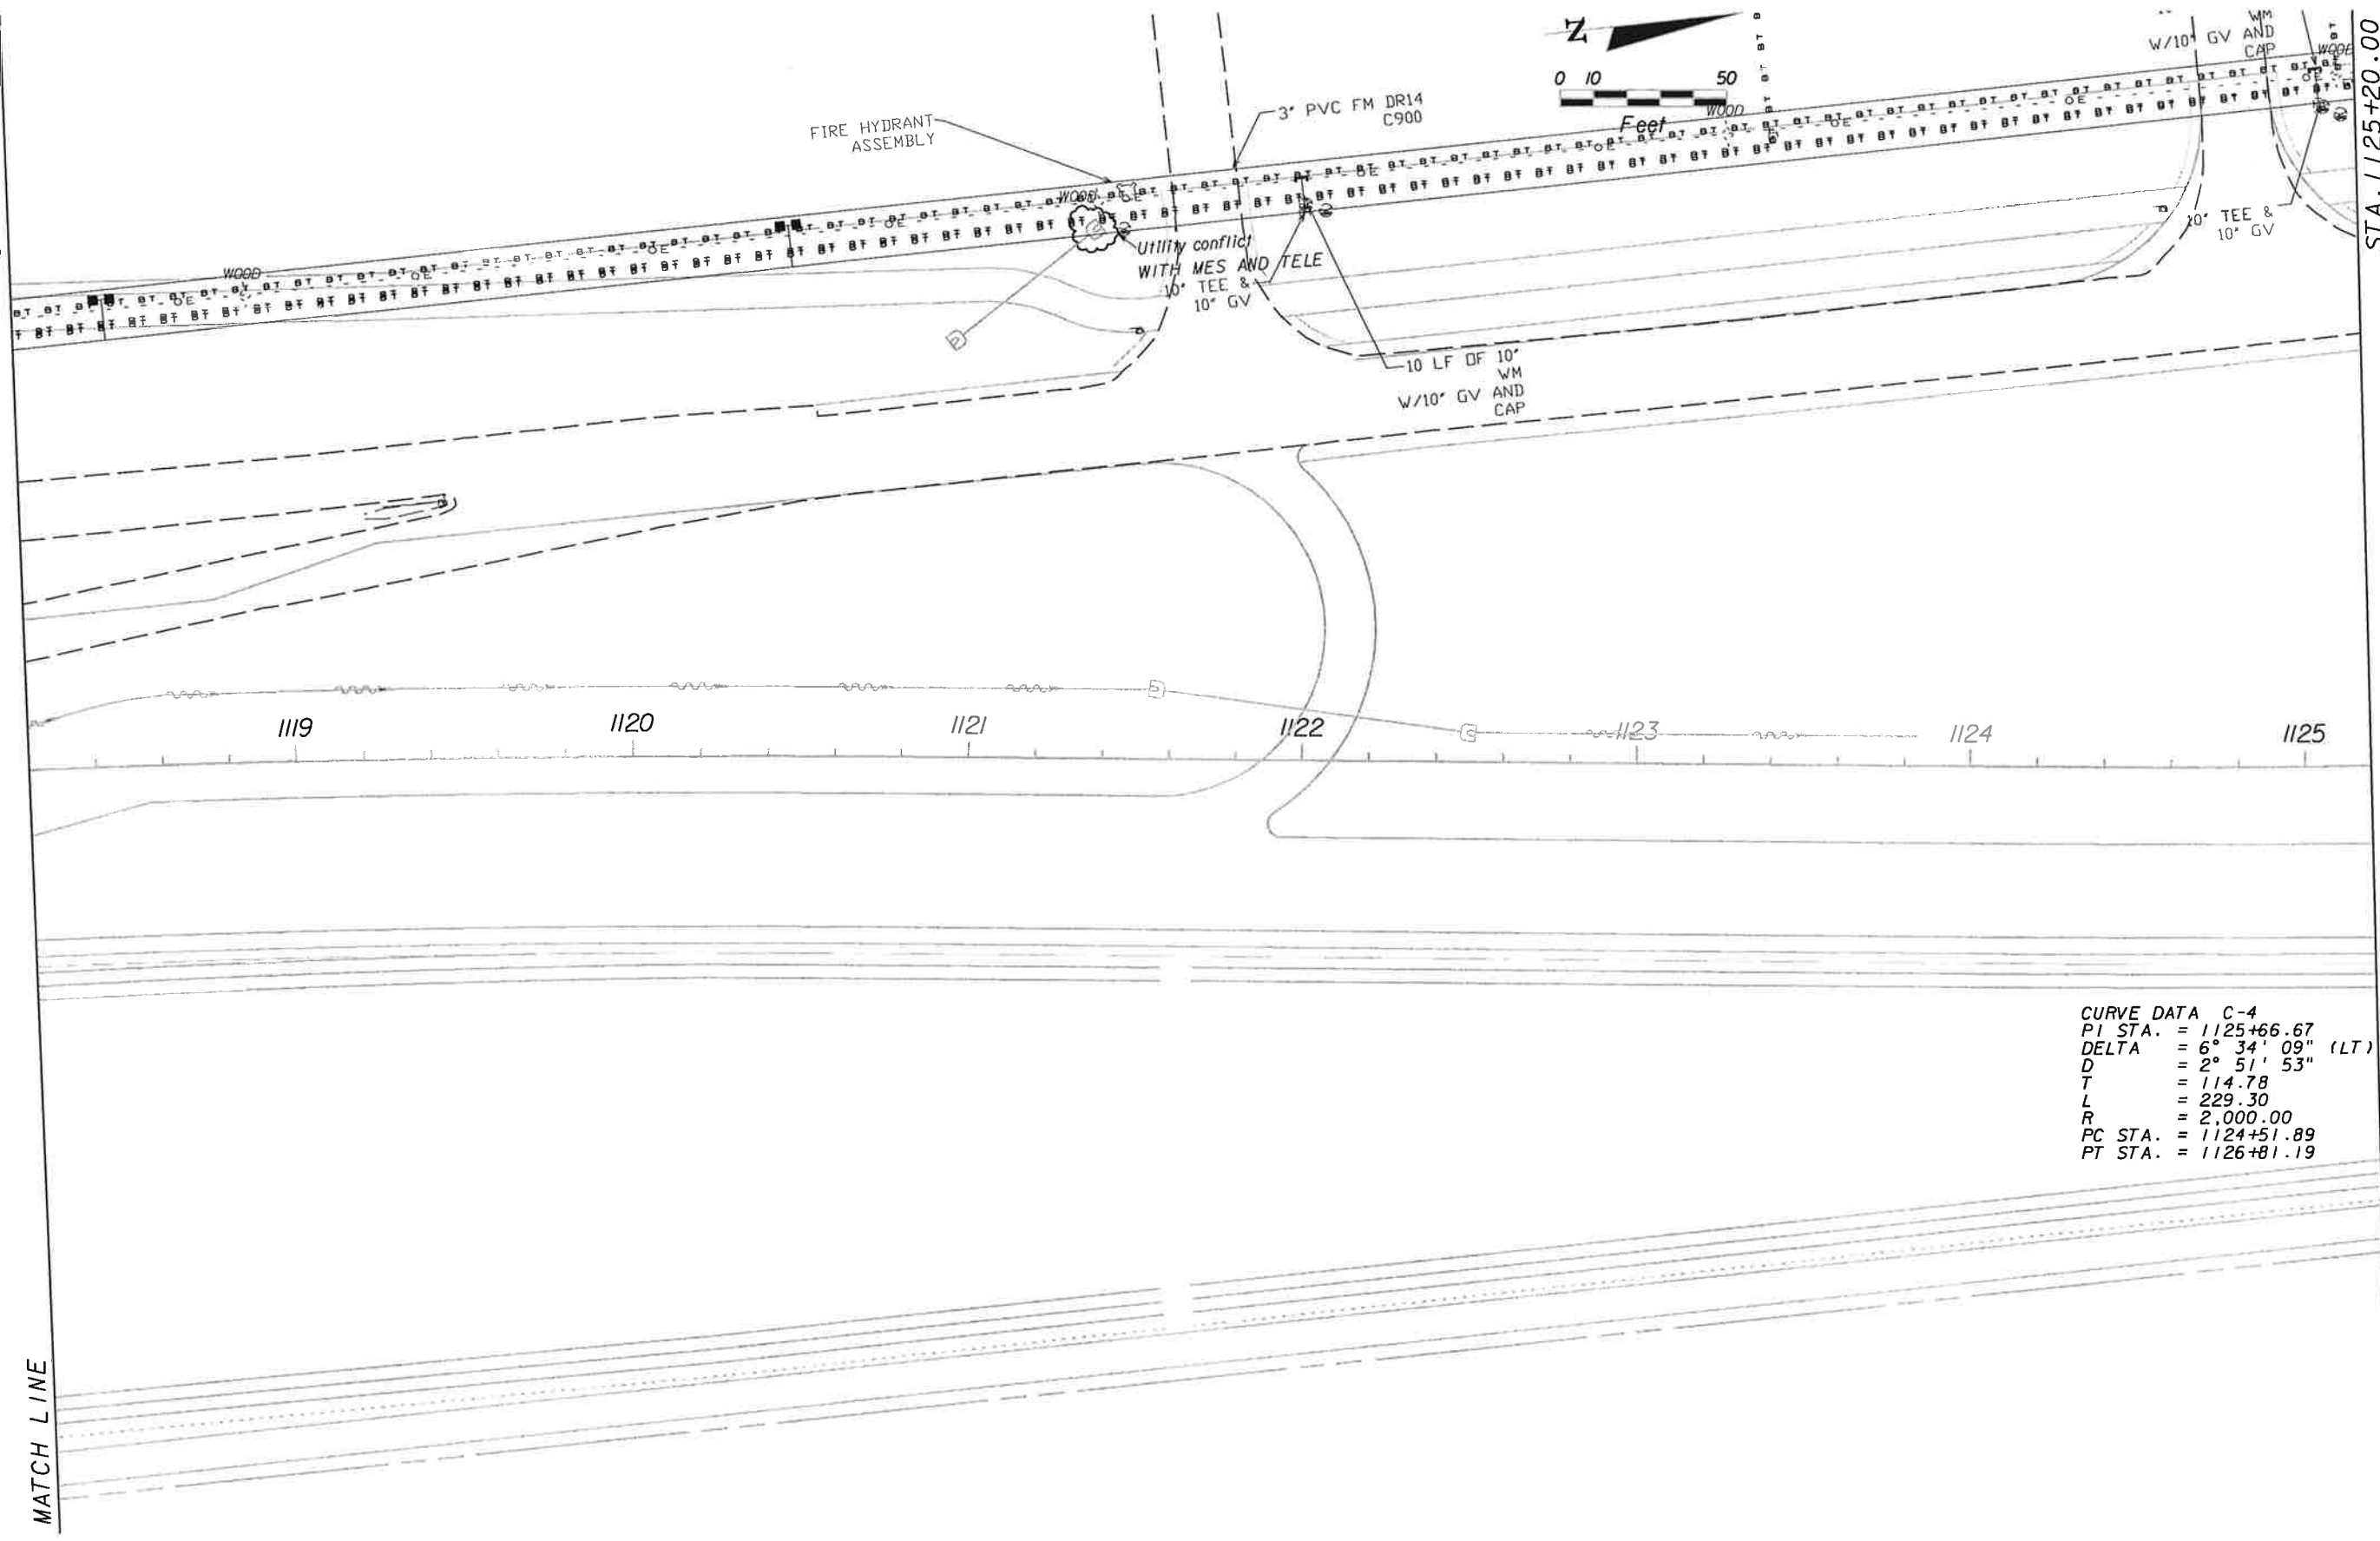 Z
0 10 50
Feet
WM
W/10" GV AND
CAP
WOOD
STA. 1125+20.00
FIRE HYDRANT
ASSEMBLY
3" PVC FM DR14
C900
WOOD
WOOD
WOOD
Utility conflict
WITH MES AND TELE
10" TEE &
10" GV
10" TEE &
10" GV
10 LF OF 10"
WM
W/10" GV AND
CAP
1119 1120 1121 1122 1123 1124 1125
CURVE DATA C-4
PI STA. = 1125+66.67
DELTA = 6° 34' 09" (LT)
D = 2° 51' 53"
T = 114.78
L = 229.30
R = 2,000.00
PC STA. = 1124+51.89
PT STA. = 1126+81.19
MATCH LINE